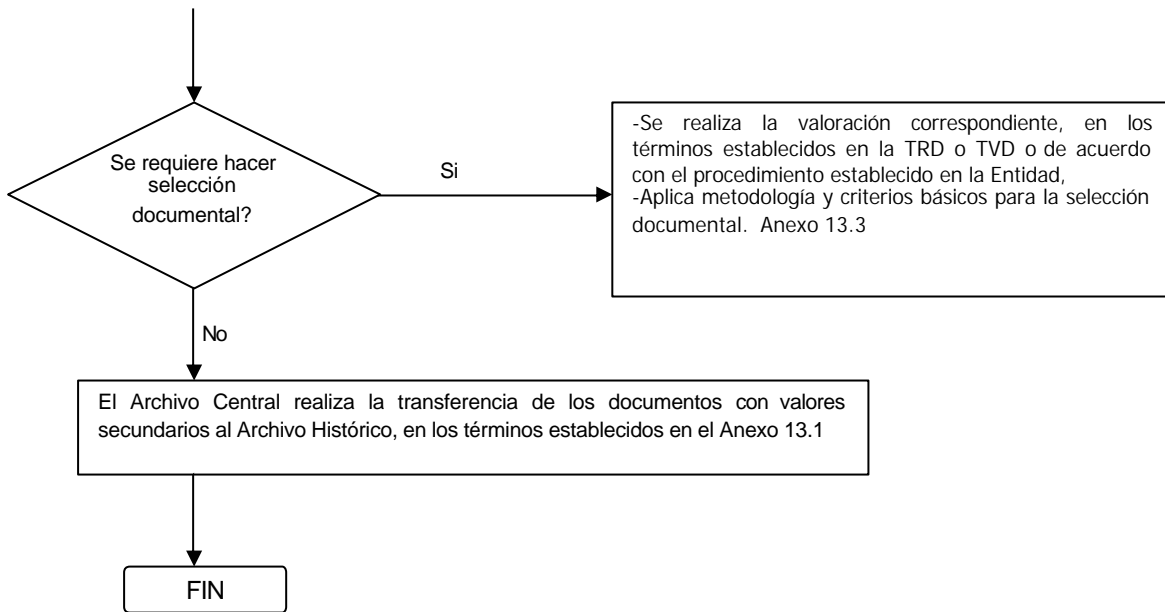 Se requiere hacer
selección
documental?
Si
-Se realiza la valoración correspondiente, en los
términos establecidos en la TRD o TVD o de acuerdo
con el procedimiento establecido en la Entidad,
-Aplica metodología y criterios básicos para la selección
documental. Anexo 13.3
No
El Archivo Central realiza la transferencia de los documentos con valores
secundarios al Archivo Histórico, en los términos establecidos en el Anexo 13.1
FIN